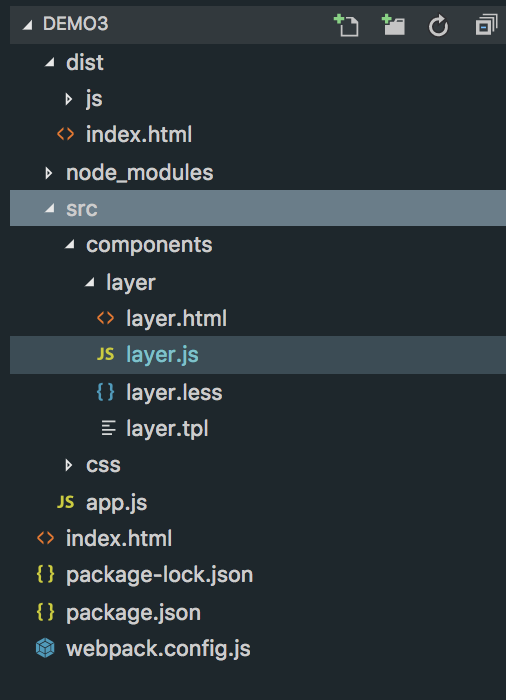 DEMO3
dist
js
<> index.html
node_modules
src
components
layer
<> layer.html
JS layer.js
{ } layer.less
layer.tpl
css
JS app.js
<> index.html
{ } package-lock.json
{ } package.json
webpack.config.js